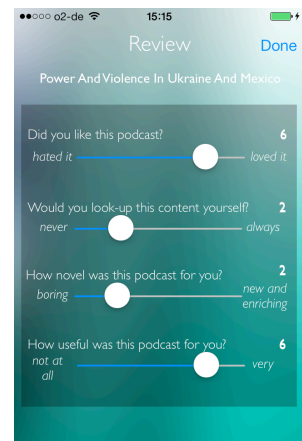 o2-de 15:15
Review Done
Power And Violence In Ukraine And Mexico
Did you like this podcast? 6
hated it loved it
Would you look-up this content yourself? 2
never always
How novel was this podcast for you? 2
boring new and
enriching
How useful was this podcast for you? 6
not at
all very